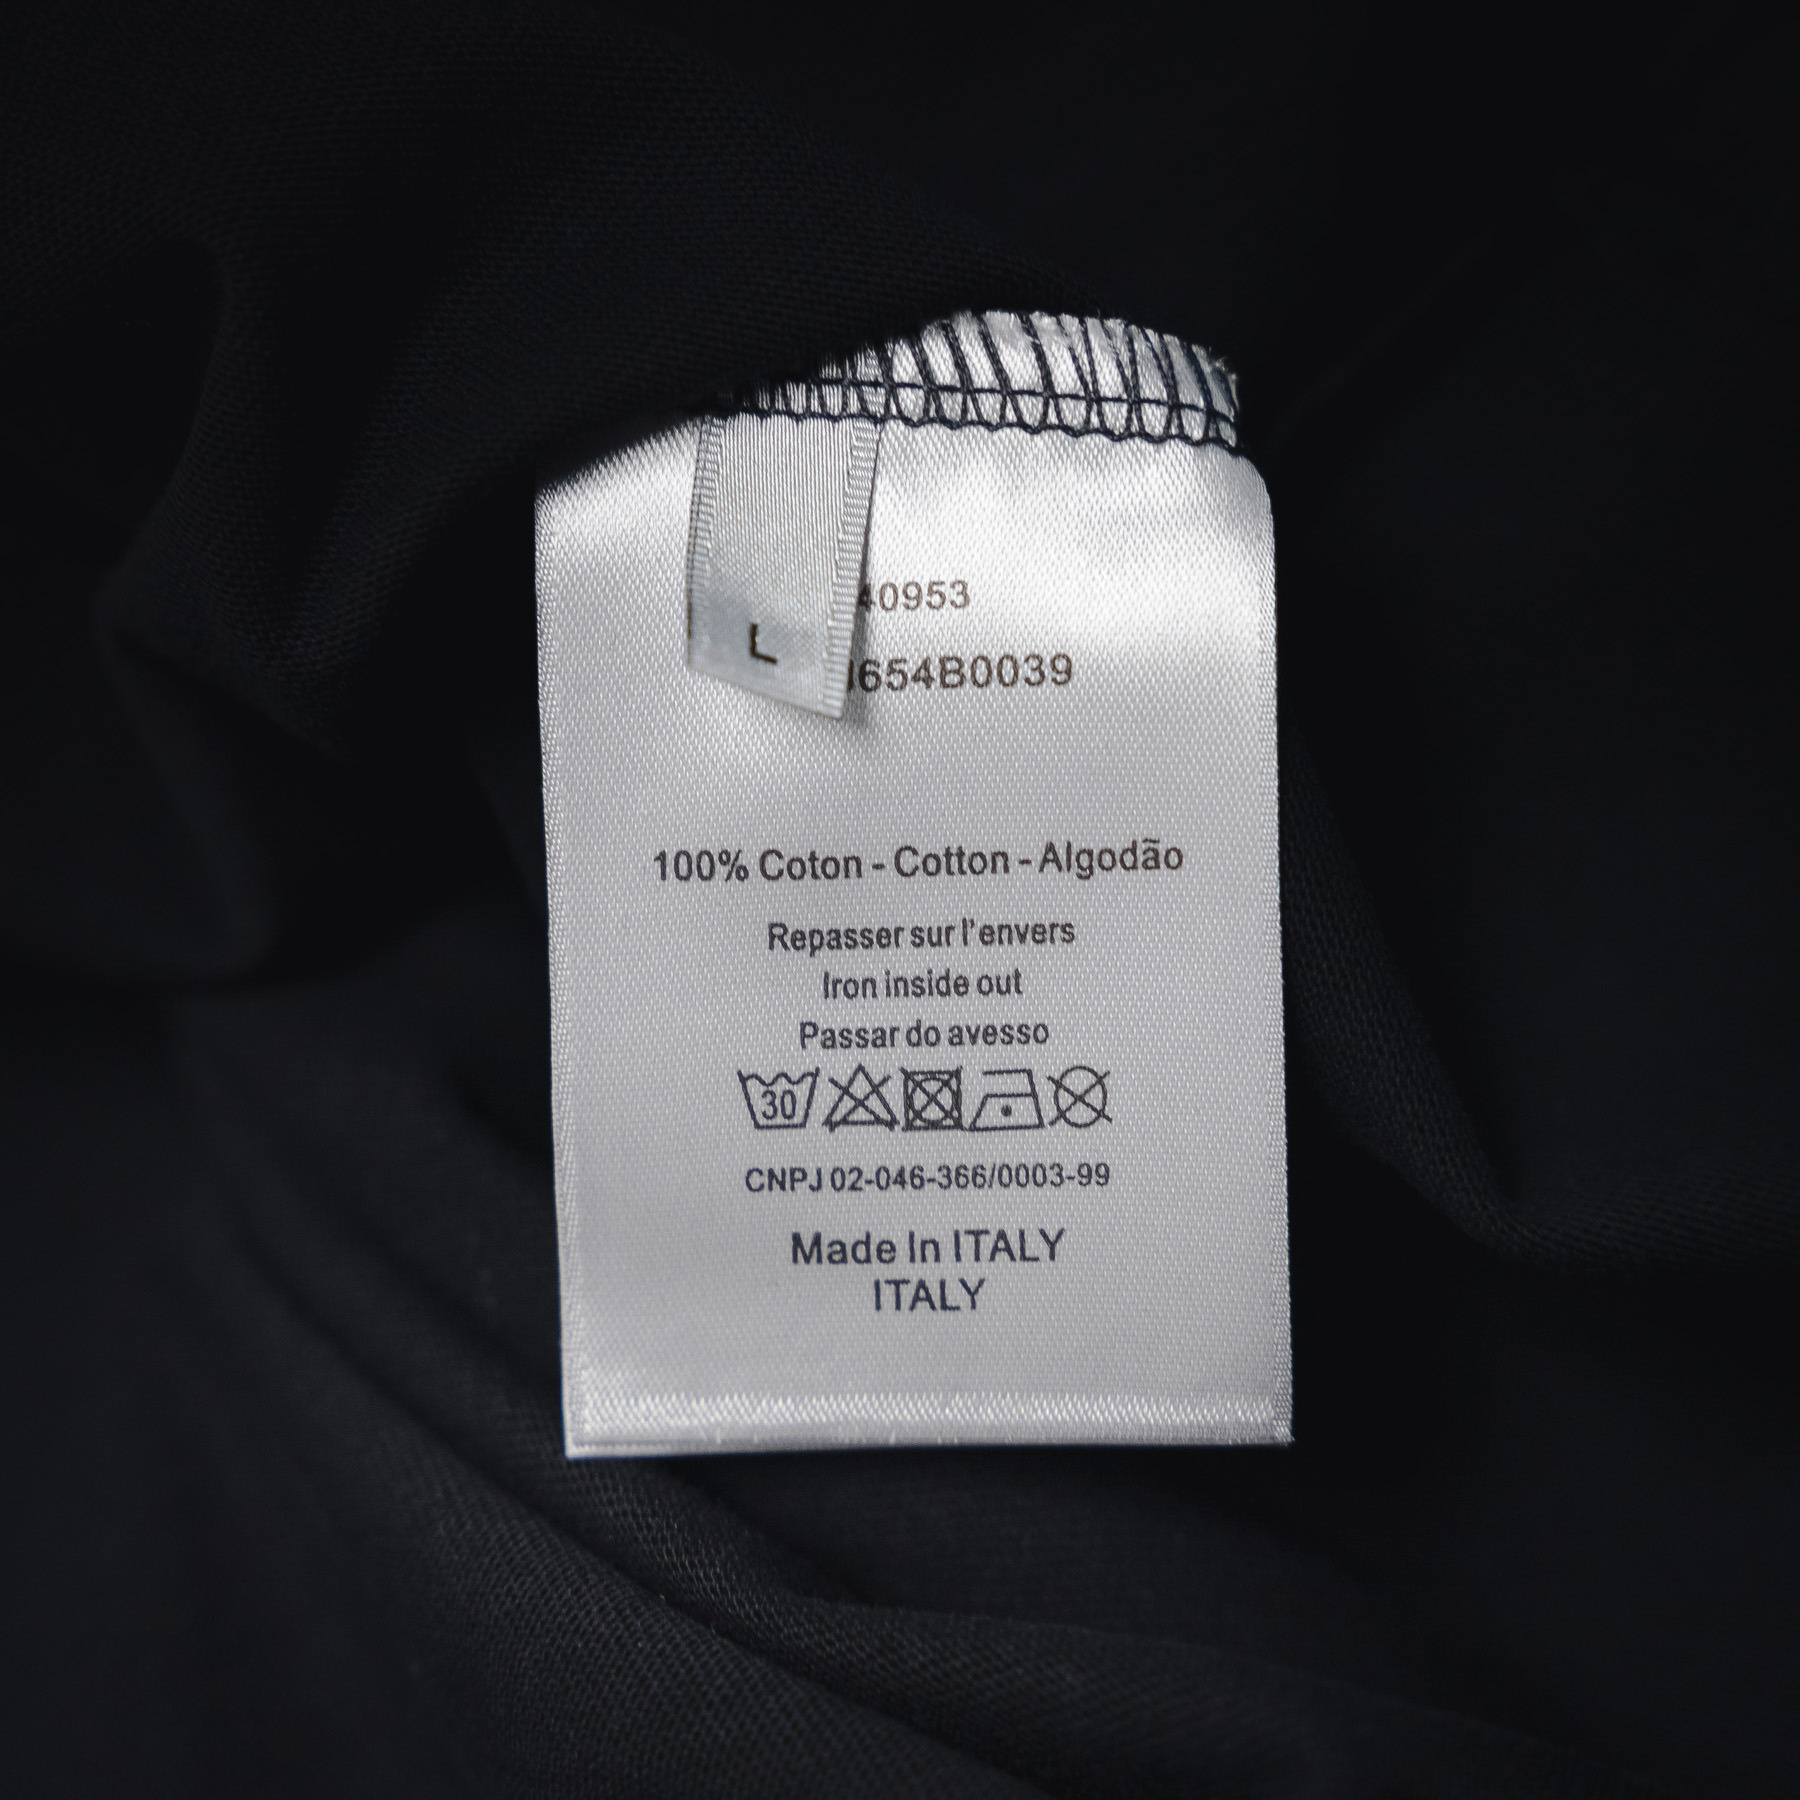 40953
L
654B0039
100% Coton - Cotton - Algodão
Repasser sur l'envers
Iron inside out
Passar do avesso
30
CNPJ 02-046-366/0003-99
Made In ITALY
ITALY